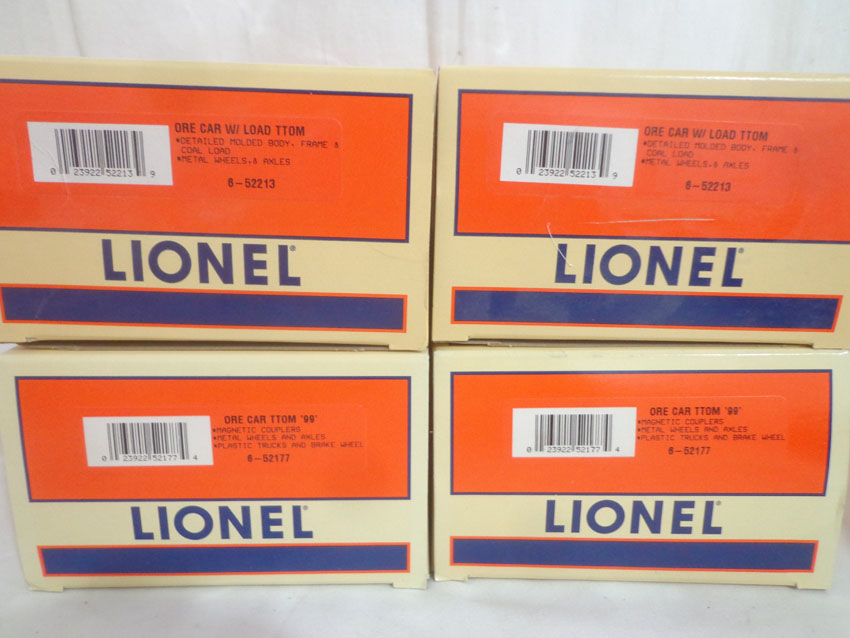 ORE CAR W/ LOAD TTOM
*DETAILED MOLDED BODY, FRAME &
COAL LOAD
*METAL WHEELS,& AXLES
0 23922 52213 9
6-52213
LIONEL®
ORE CAR W/ LOAD TTOM
*DETAILED MOLDED BODY, FRAME &
COAL LOAD
*METAL WHEELS,& AXLES
0 23922 52213 9
6-52213
LIONEL®
ORE CAR TTOM '99'
*MAGNETIC COUPLERS
*METAL WHEELS AND AXLES
*PLASTIC TRUCKS AND BRAKE WHEEL
0 23922 52177 4
6-52177
LIONEL®
ORE CAR TTOM '99'
*MAGNETIC COUPLERS
*METAL WHEELS AND AXLES
*PLASTIC TRUCKS AND BRAKE WHEEL
0 23922 52177 4
6-52177
LIONEL®